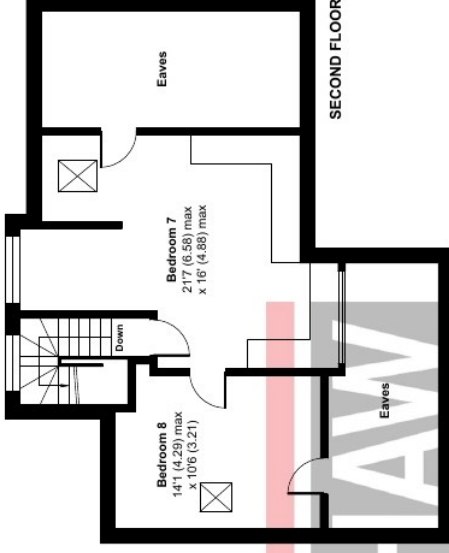 Eaves
SECOND FLOOR
Bedroom 7
21'7 (6.58) max
x 16' (4.88) max
Down
Bedroom 8
14'1 (4.29) max
x 10'6 (3.21)
Eaves
AW